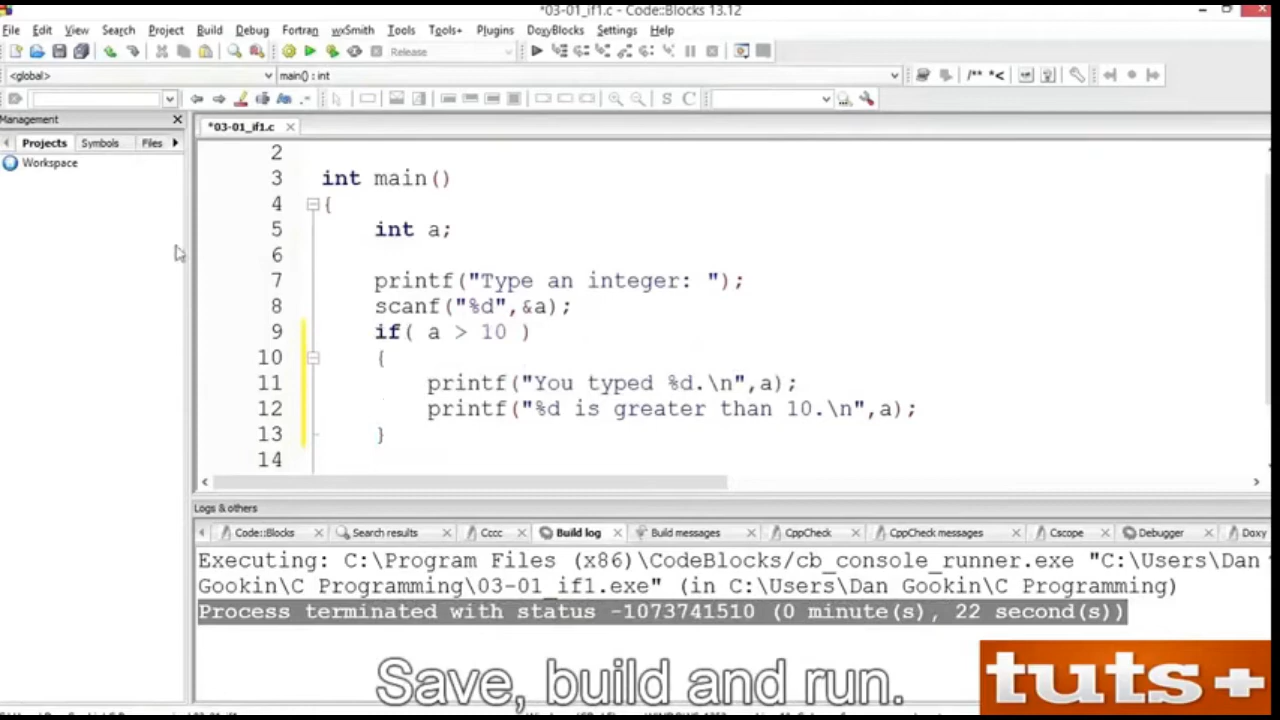 *03-01_if1.c - Code::Blocks 13.12
File Edit View Search Project Build Debug Fortran wxSmith Tools Tools+ Plugins DoxyBlocks Settings Help
Release
<global> main() : int /** *<
S C
Management
*03-01_if1.c
Projects Symbols Files
Workspace
2
3 int main()
4 {
5 int a;
6
7 printf("Type an integer: ");
8 scanf("%d",&a);
9 if( a > 10 )
10 {
11 printf("You typed %d.\n",a);
12 printf("%d is greater than 10.\n",a);
13 }
14
Logs & others
Code::Blocks Search results Cccc Build log Build messages CppCheck CppCheck messages Cscope Debugger Doxy
Executing: C:\Program Files (x86)\CodeBlocks/cb_console_runner.exe "C:\Users\Dan
Gookin\C Programming\03-01_if1.exe" (in C:\Users\Dan Gookin\C Programming)
Process terminated with status -1073741510 (0 minute(s), 22 second(s))
Save, build and run.
tuts+